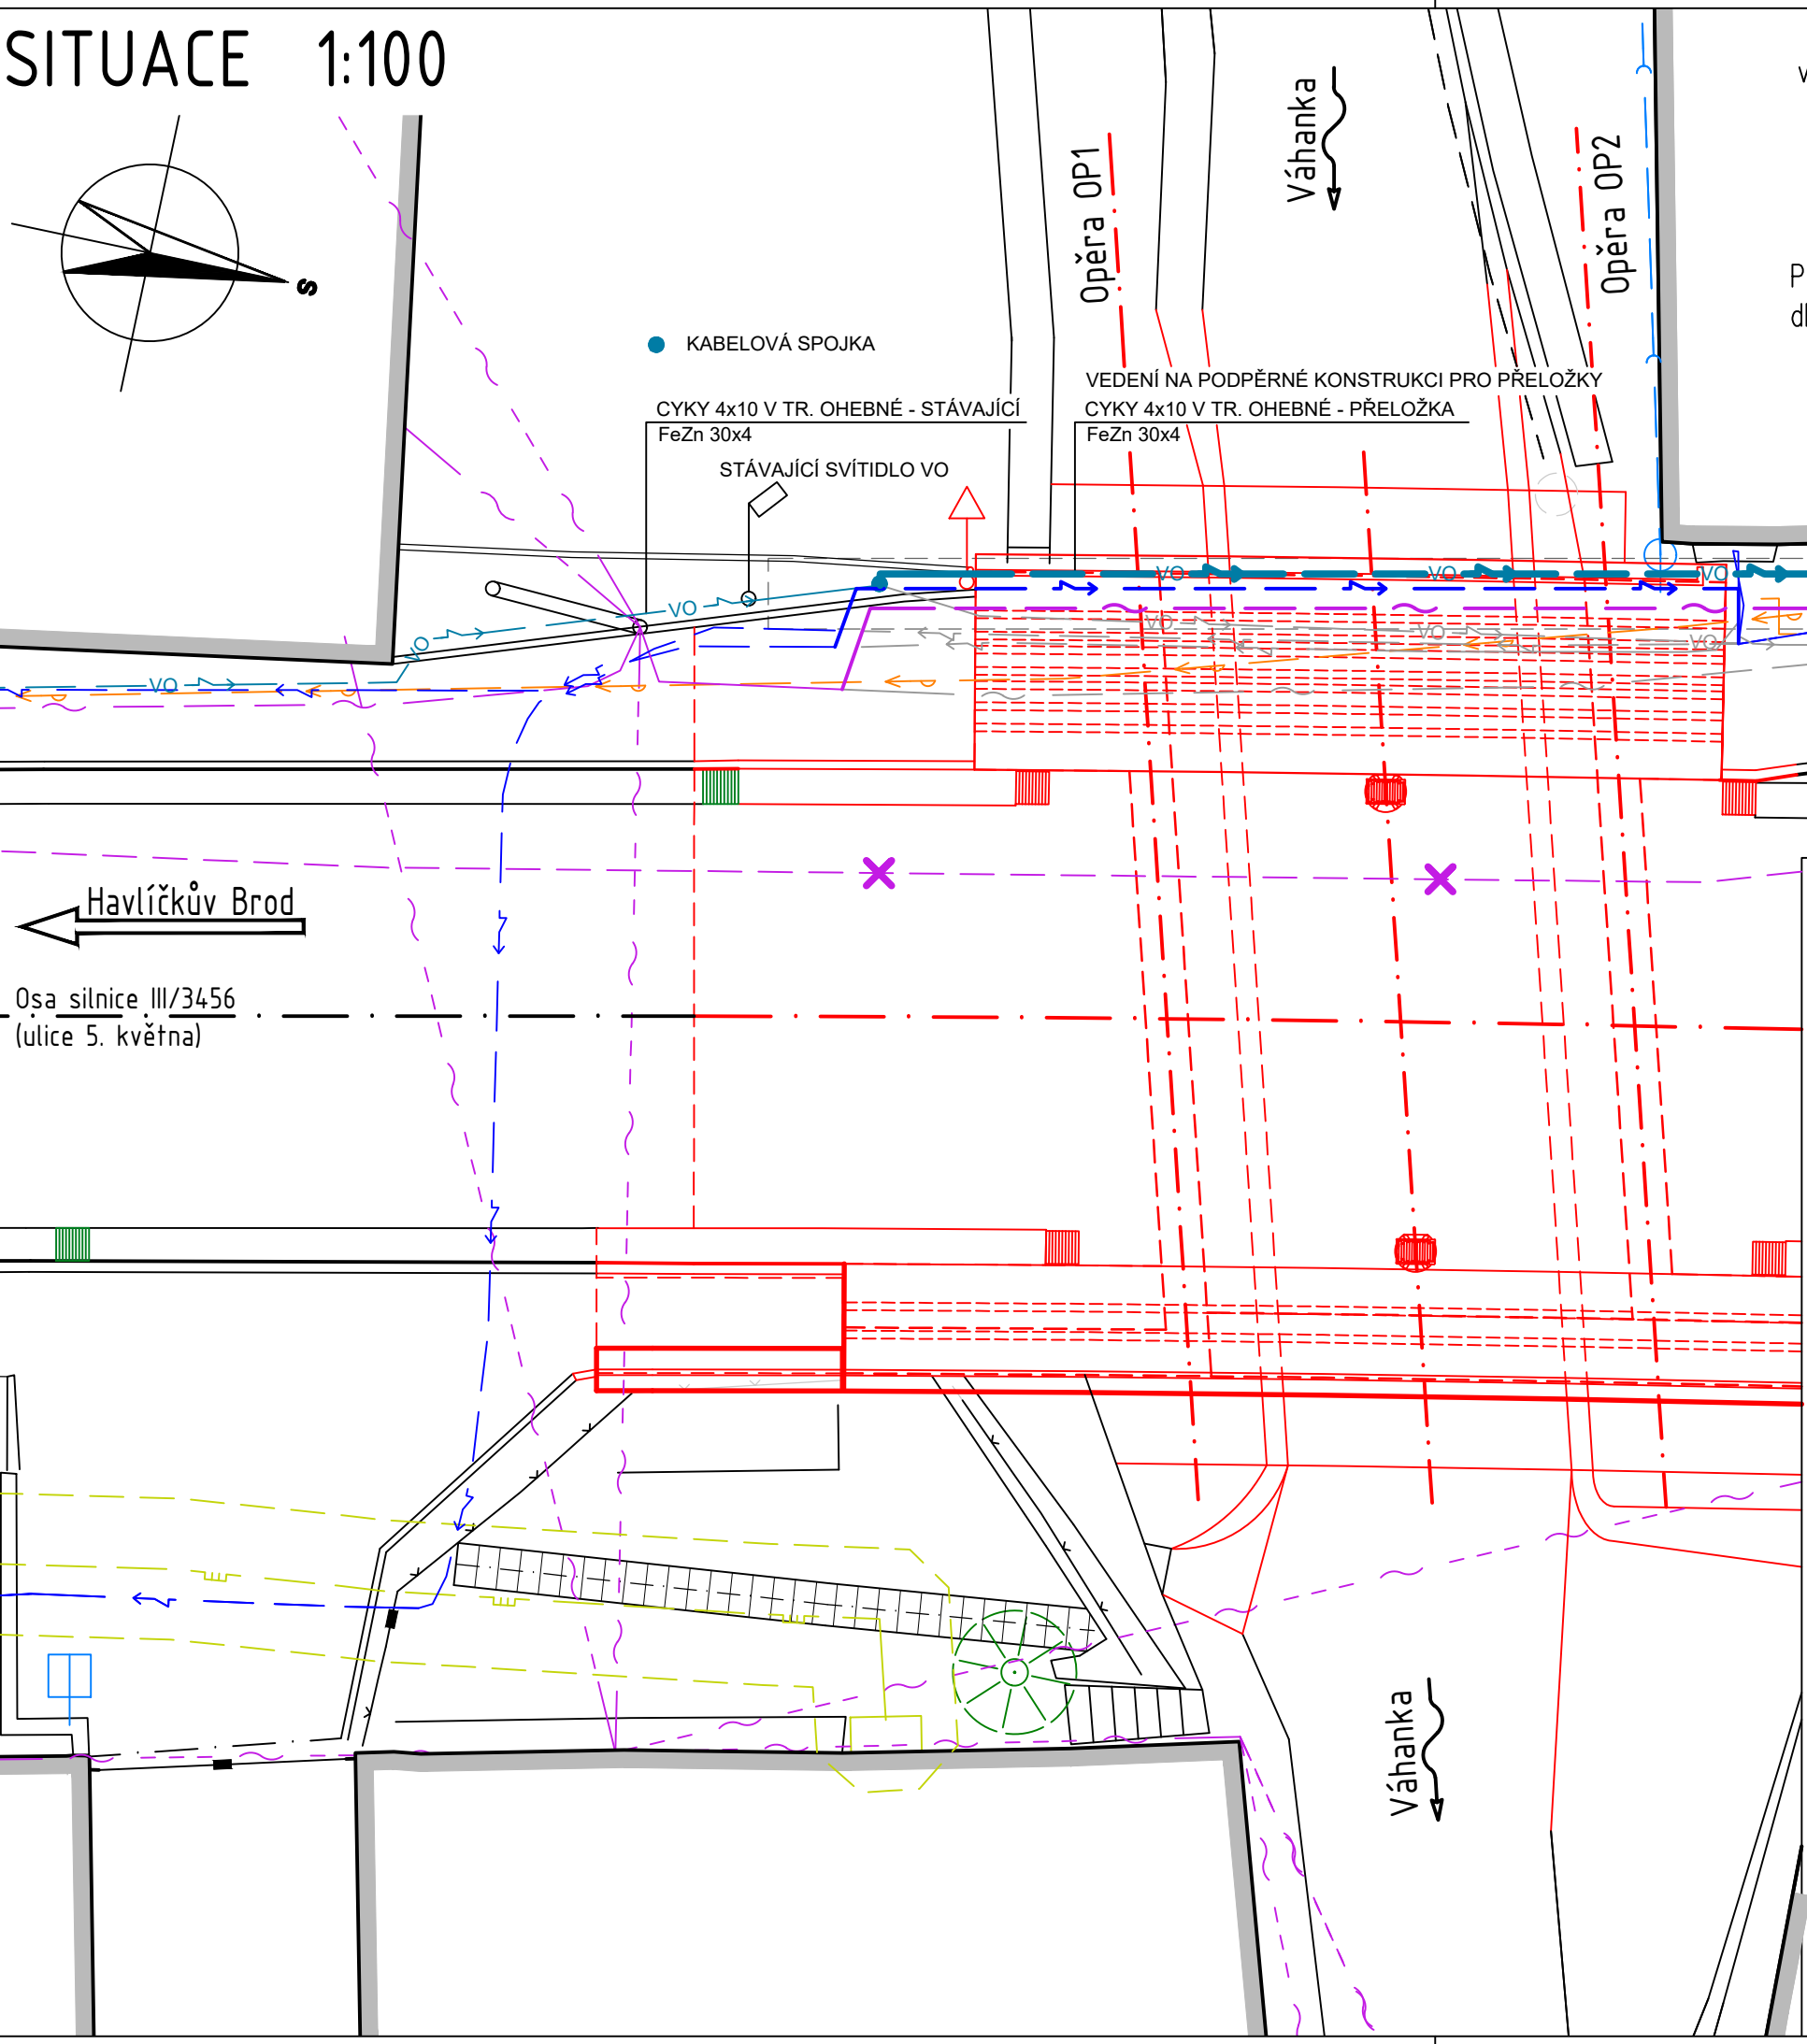 SITUACE 1:100
S
Váhanka
Opěra OP1
Opěra OP2
KABELOVÁ SPOJKA
VEDENÍ NA PODPĚRNÉ KONSTRUKCI PRO PŘELOŽKY
CYKY 4x10 V TR. OHEBNÉ - STÁVAJÍCÍ
FeZn 30x4
CYKY 4x10 V TR. OHEBNÉ - PŘELOŽKA
FeZn 30x4
STÁVAJÍCÍ SVÍTIDLO VO
VO
VO
VO
VO
VO
VO
VO
VO
VO
Havlíčkův Brod
Osa silnice III/3456
(ulice 5. května)
Váhanka